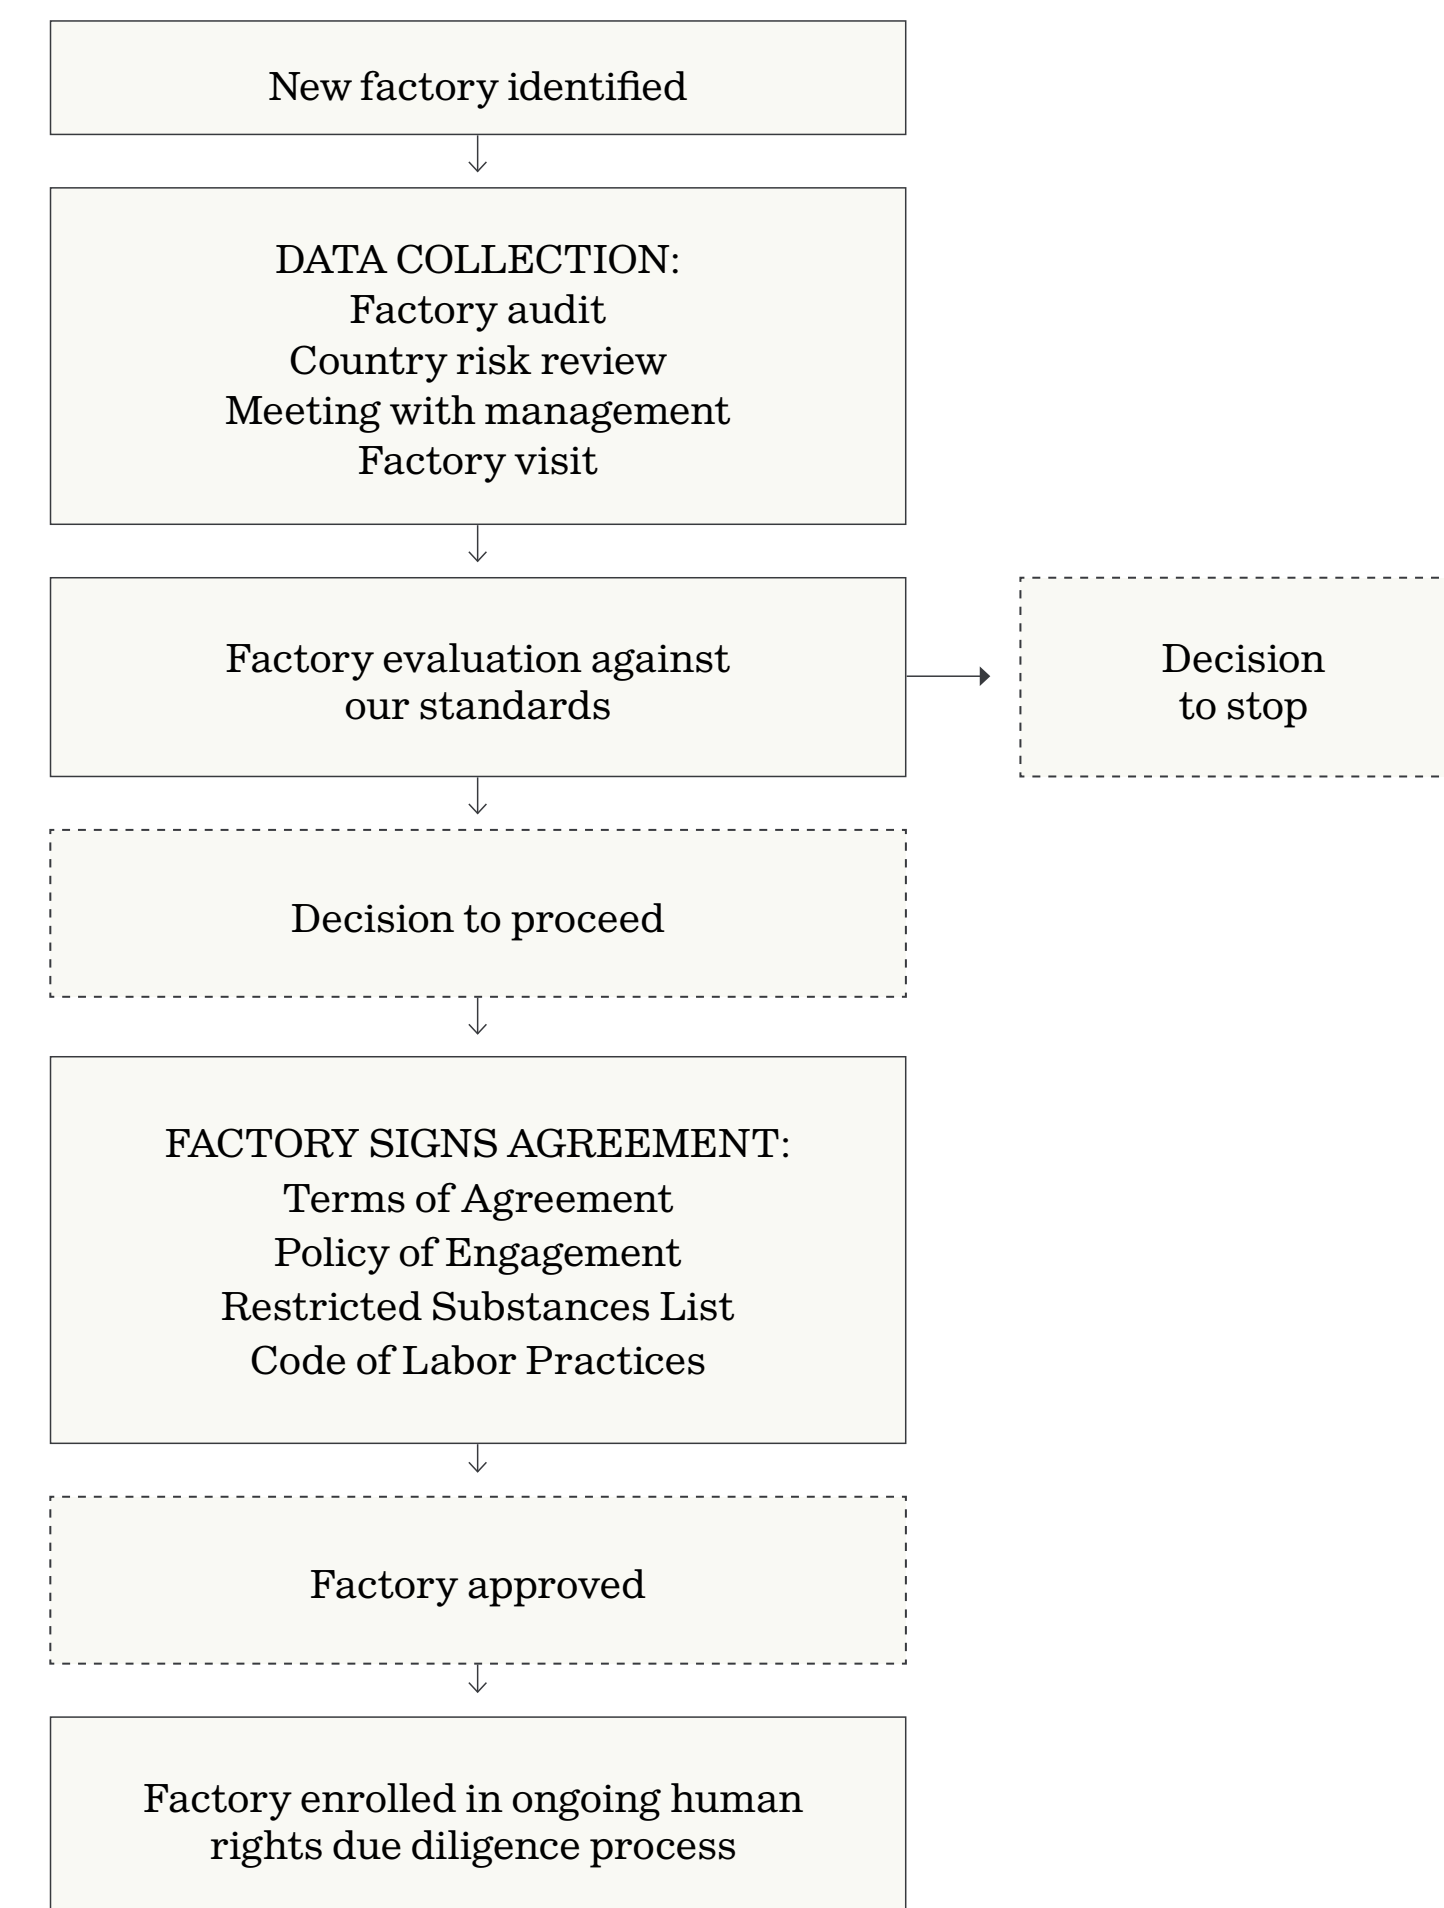 New factory identified
DATA COLLECTION:
Factory audit
Country risk review
Meeting with management
Factory visit
Factory evaluation against
our standards
Decision
to stop
Decision to proceed
FACTORY SIGNS AGREEMENT:
Terms of Agreement
Policy of Engagement
Restricted Substances List
Code of Labor Practices
Factory approved
Factory enrolled in ongoing human
rights due diligence process